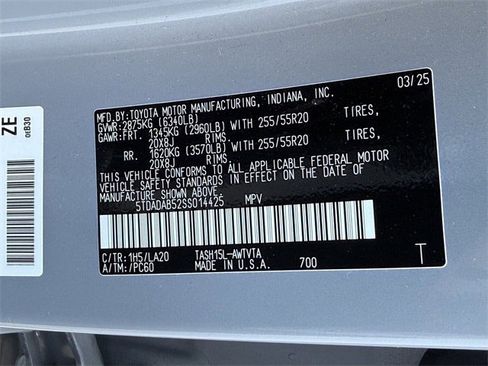 MFD.BY:TOYOTA MOTOR MANUFACTURING, INDIANA, INC. 03/25
GVWR:2875KG (6340LB)
GAWR:FRT. 1345KG (2960LB) WITH 255/55R20 TIRES,
20X8J RIMS.
RR. 1620KG (3570LB) WITH 255/55R20 TIRES,
20X8J RIMS.
THIS VEHICLE CONFORMS TO ALL APPLICABLE FEDERAL MOTOR
VEHICLE SAFETY STANDARDS IN EFFECT ON THE DATE OF
MANUFACTURE SHOWN ABOVE.
5TDADAB52SS014425 MPV
C/TR:1H5/LA20 TASH15L-AWTVTA
A/TM:/PC60 MADE IN U.S.A. 700
T
ZE